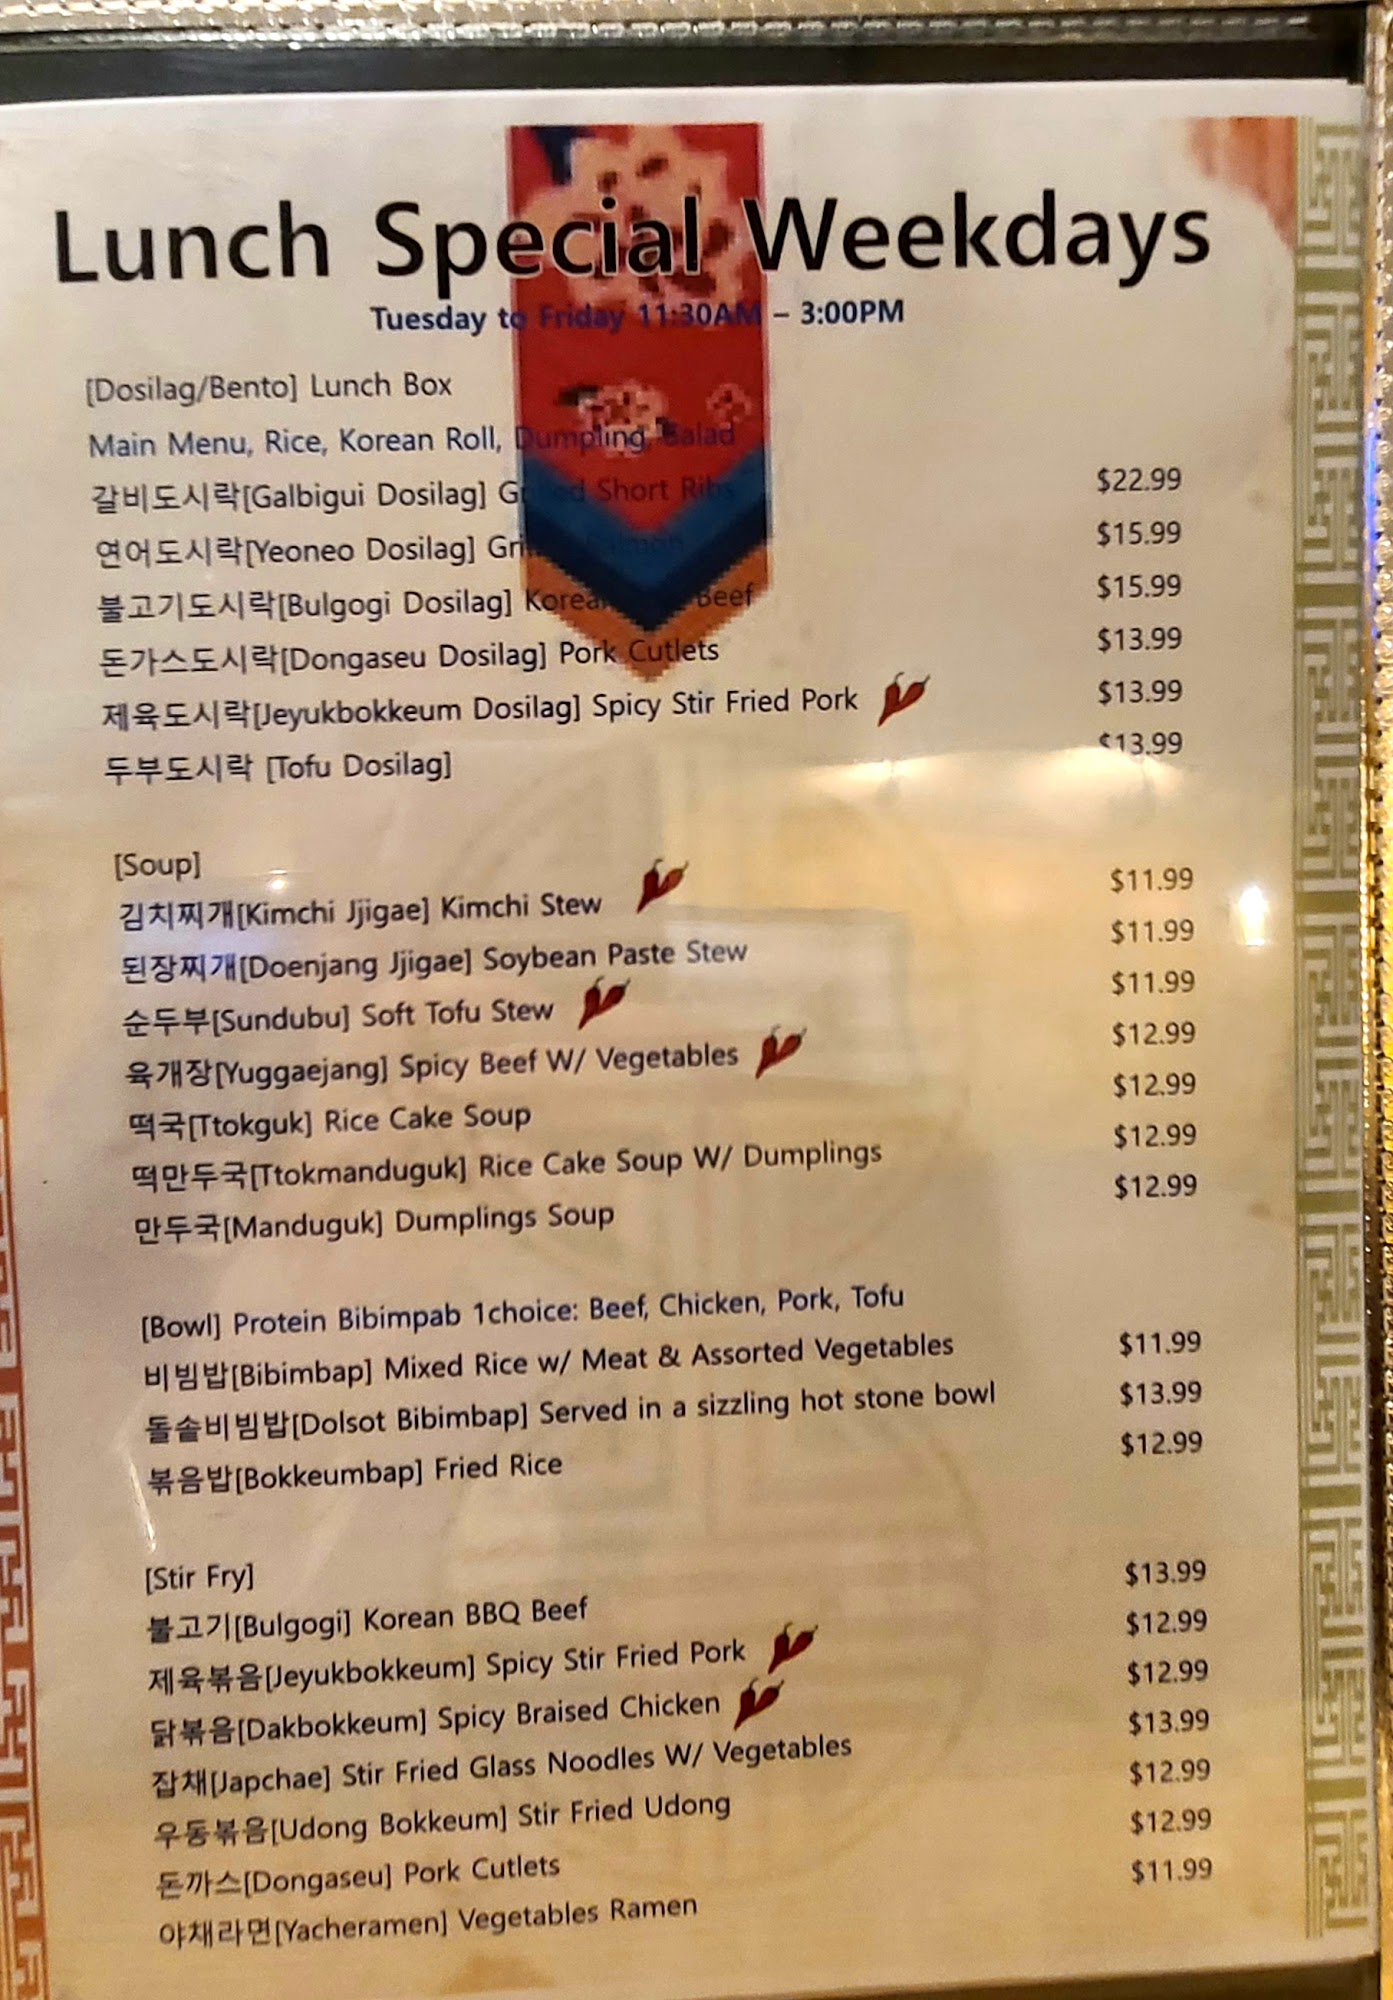 Lunch Special Weekdays
Tuesday to Friday 11:30AM – 3:00PM
[Dosilag/Bento] Lunch Box
Main Menu, Rice, Korean Roll, Dumpling, Salad
갈비도시락[Galbigui Dosilag] Grilled Short Ribs $22.99
연어도시락[Yeoneo Dosilag] Grilled Salmon $15.99
불고기도시락[Bulgogi Dosilag] Korean Beef $15.99
돈가스도시락[Dongaseu Dosilag] Pork Cutlets $13.99
제육도시락[Jeyukbokkeum Dosilag] Spicy Stir Fried Pork $13.99
두부도시락 [Tofu Dosilag] $13.99
[Soup]
김치찌개[Kimchi Jjigae] Kimchi Stew $11.99
된장찌개[Doenjang Jjigae] Soybean Paste Stew $11.99
순두부[Sundubu] Soft Tofu Stew $11.99
육개장[Yuggaejang] Spicy Beef W/ Vegetables $12.99
떡국[Ttokguk] Rice Cake Soup $12.99
떡만두국[Ttokmanduguk] Rice Cake Soup W/ Dumplings $12.99
만두국[Manduguk] Dumplings Soup $12.99
[Bowl] Protein Bibimpab 1choice: Beef, Chicken, Pork, Tofu
비빔밥[Bibimbap] Mixed Rice w/ Meat & Assorted Vegetables $11.99
돌솥비빔밥[Dolsot Bibimbap] Served in a sizzling hot stone bowl $13.99
볶음밥[Bokkeumbap] Fried Rice $12.99
[Stir Fry]
불고기[Bulgogi] Korean BBQ Beef $13.99
제육볶음[Jeyukbokkeum] Spicy Stir Fried Pork $12.99
닭볶음[Dakbokkeum] Spicy Braised Chicken $12.99
잡채[Japchae] Stir Fried Glass Noodles W/ Vegetables $13.99
우동볶음[Udong Bokkeum] Stir Fried Udong $12.99
돈까스[Dongaseu] Pork Cutlets $12.99
야채라면[Yacheramen] Vegetables Ramen $11.99